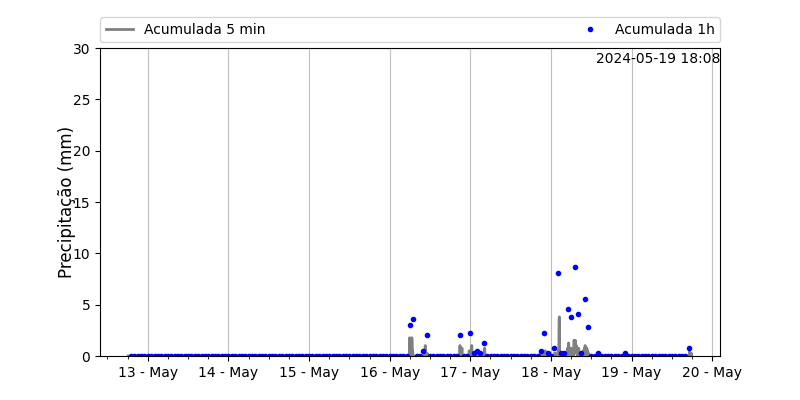 Acumulada 5 min
Acumulada 1h
2024-05-19 18:08
Precipitação (mm)
30
25
20
15
10
5
0
13 - May
14 - May
15 - May
16 - May
17 - May
18 - May
19 - May
20 - May